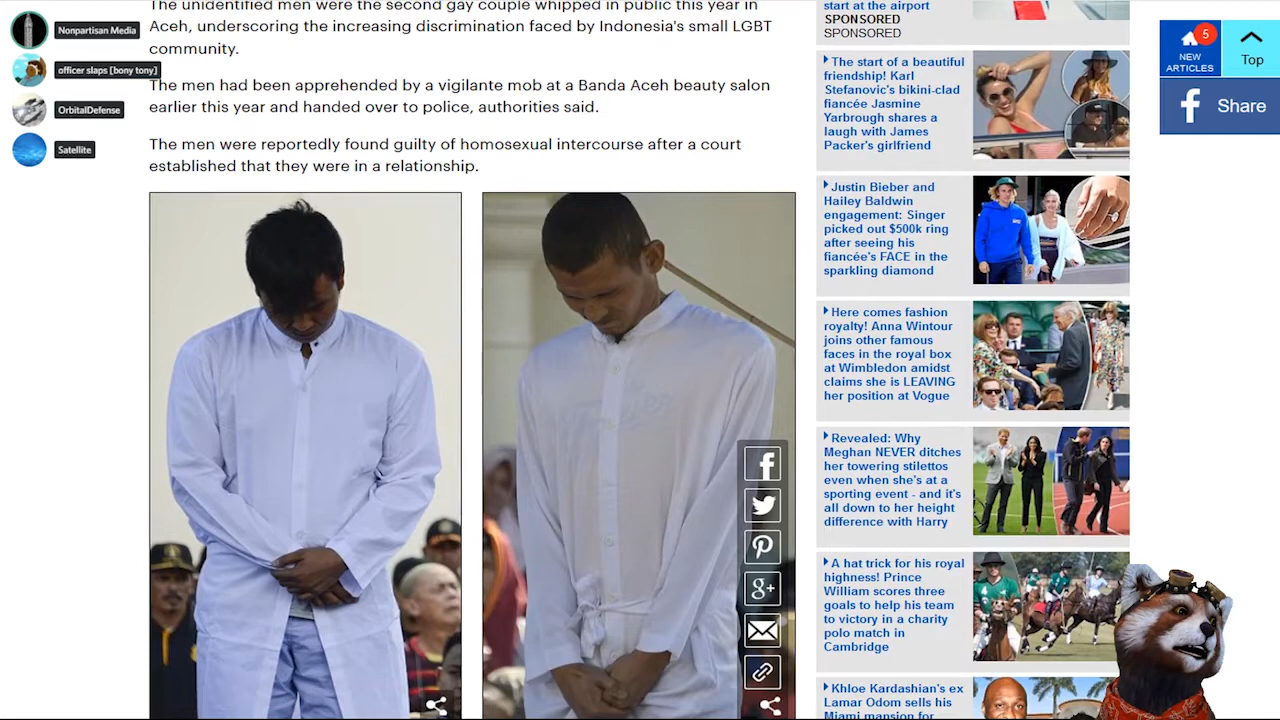 The unidentified men were the second gay couple whipped in public this year in
Aceh, underscoring the increasing discrimination faced by Indonesia's small LGBT
community.
The men had been apprehended by a vigilante mob at a Banda Aceh beauty salon
earlier this year and handed over to police, authorities said.
The men were reportedly found guilty of homosexual intercourse after a court
established that they were in a relationship.
Nonpartisan Media
officer slaps [bony tony]
OrbitalDefense
Satellite
start at the airport
SPONSORED
SPONSORED
The start of a beautiful
friendship! Karl
Stefanovic's bikini-clad
fiancée Jasmine
Yarbrough shares a
laugh with James
Packer's girlfriend
Justin Bieber and
Hailey Baldwin
engagement: Singer
picked out $500k ring
after seeing his
fiancée's FACE in the
sparkling diamond
Here comes fashion
royalty! Anna Wintour
joins other famous
faces in the royal box
at Wimbledon amidst
claims she is LEAVING
her position at Vogue
Revealed: Why
Meghan NEVER ditches
her towering stilettos
even when she's at a
sporting event - and it's
all down to her height
difference with Harry
A hat trick for his royal
highness! Prince
William scores three
goals to help his team
to victory in a charity
polo match in
Cambridge
Khloe Kardashian's ex
Lamar Odom sells his
Miami mansion for
5
NEW
ARTICLES
Top
f Share
f
g+